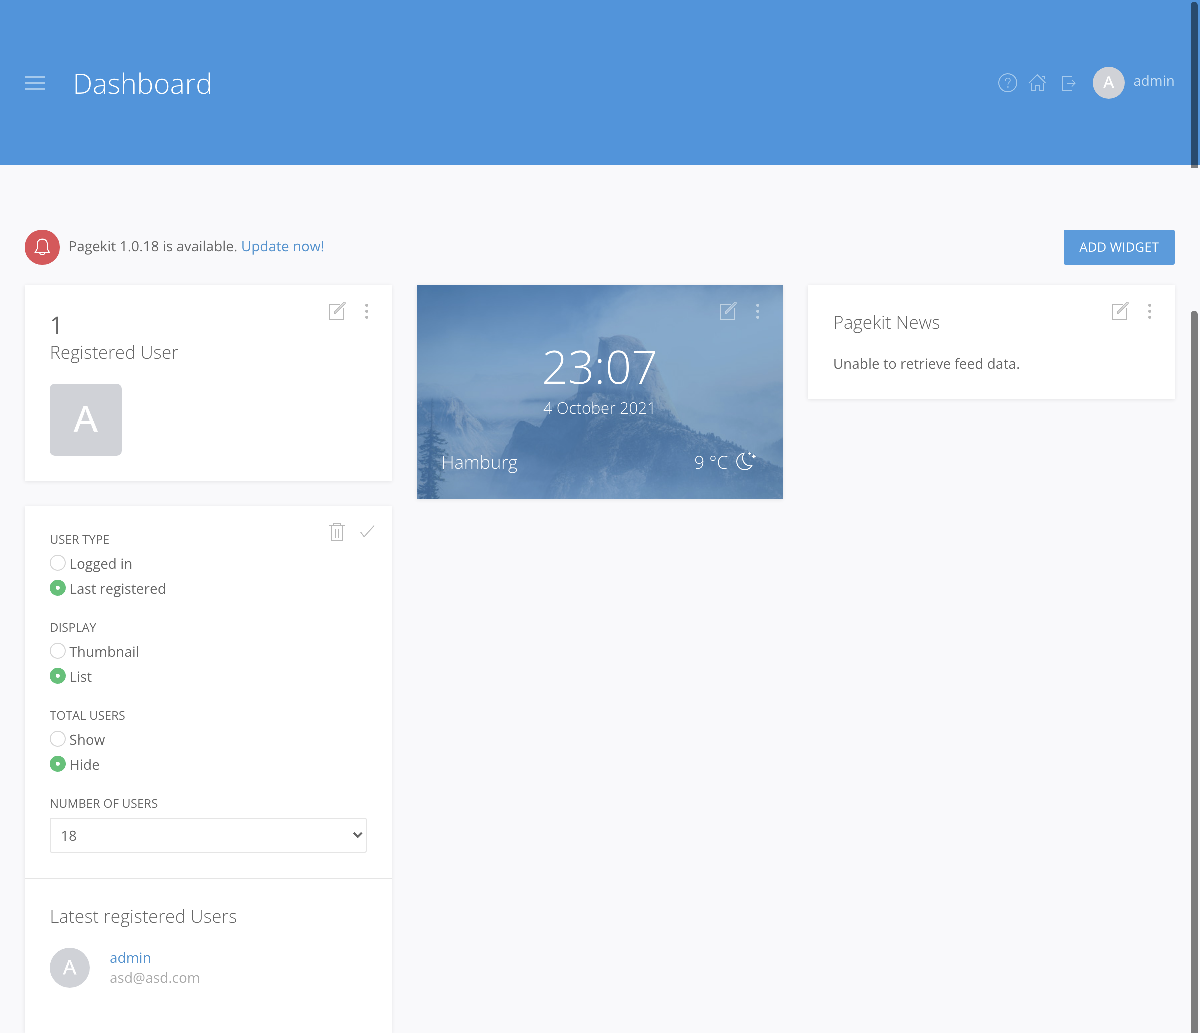 Dashboard
A
admin
Pagekit 1.0.18 is available. Update now!
ADD WIDGET
1
Registered User
A
23:07
4 October 2021
Hamburg
9 °C
Pagekit News
Unable to retrieve feed data.
USER TYPE
Logged in
Last registered
DISPLAY
Thumbnail
List
TOTAL USERS
Show
Hide
NUMBER OF USERS
18
Latest registered Users
A
admin
asd@asd.com